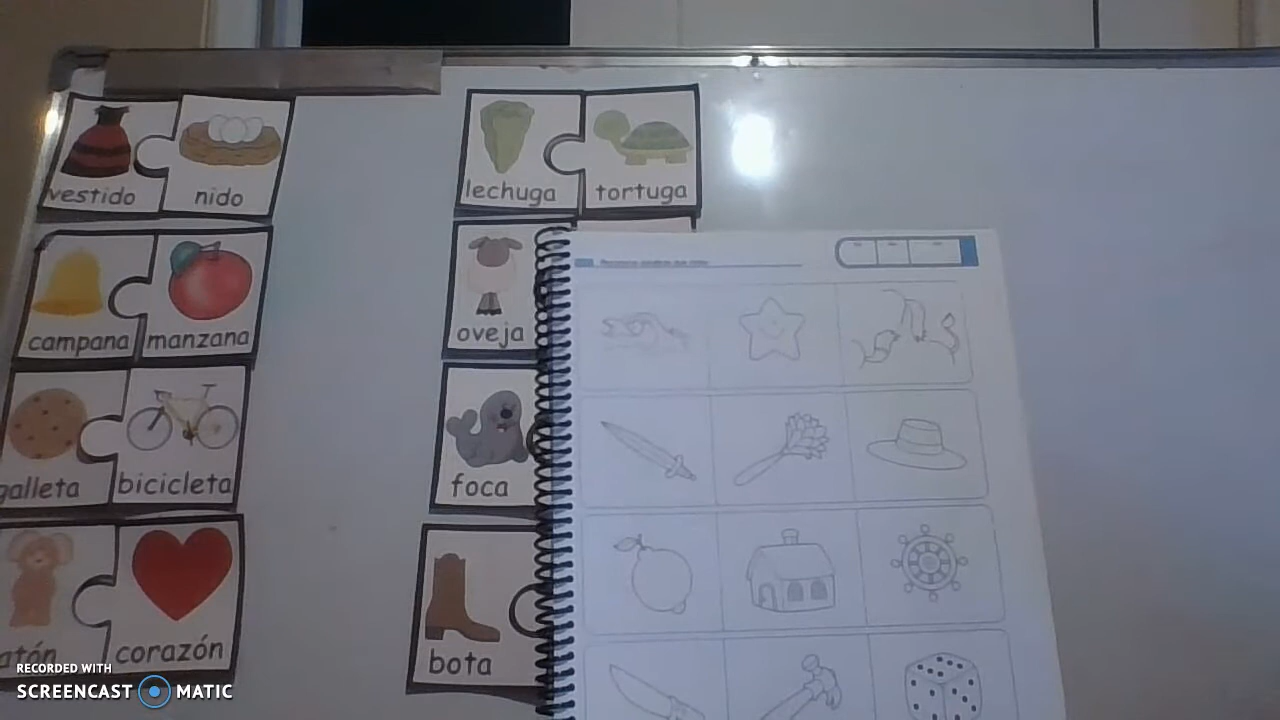 vestido nido
campana manzana
galleta bicicleta
corazón
lechuga tortuga
oveja
foca
bota
RECORDED WITH
SCREENCAST MATIC